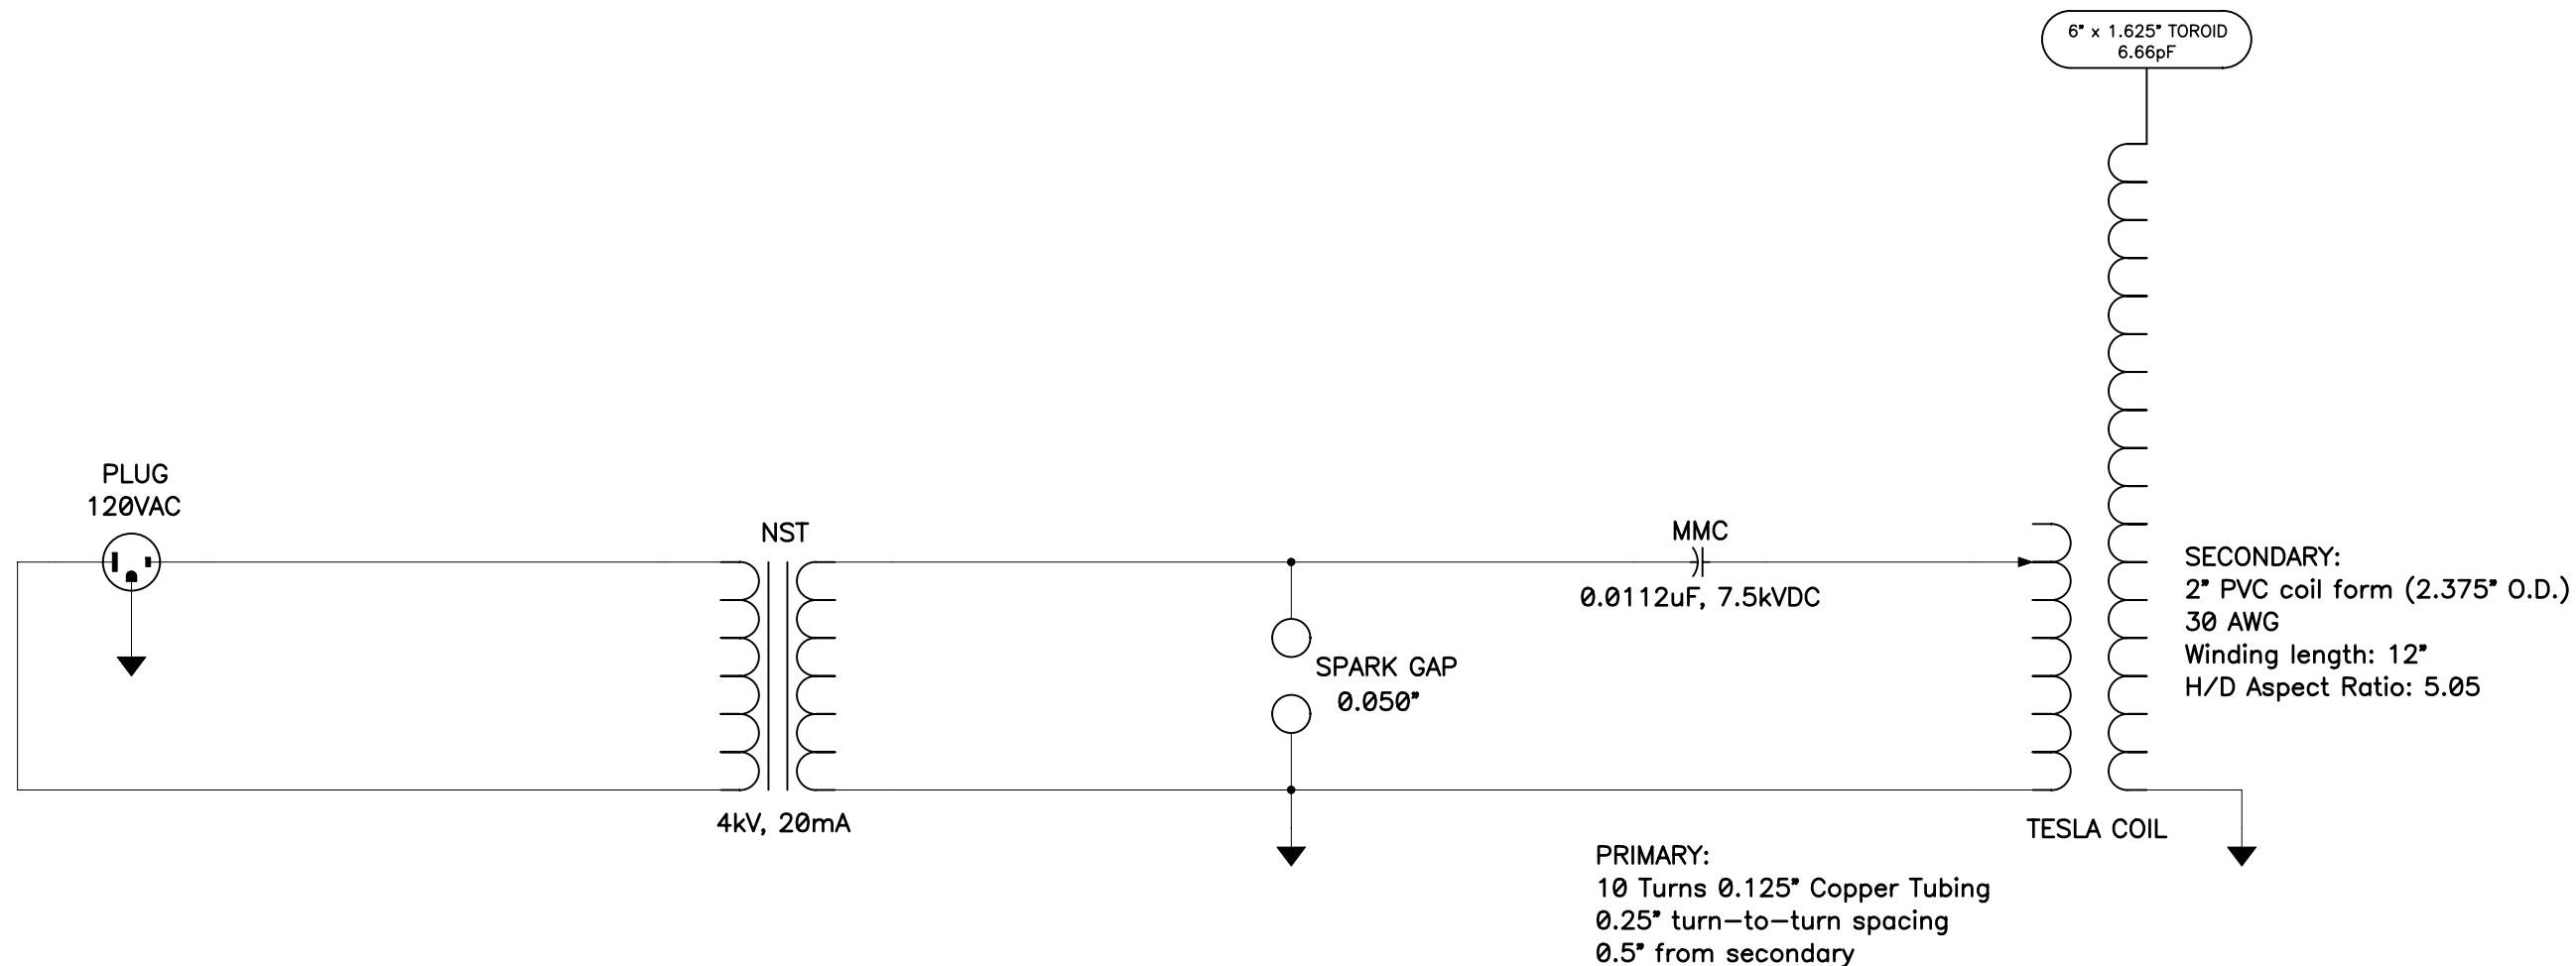 6" x 1.625" TOROID
6.66pF
PLUG
120VAC
NST
4kV, 20mA
SPARK GAP
0.050"
MMC
0.0112uF, 7.5kVDC
SECONDARY:
2" PVC coil form (2.375" O.D.)
30 AWG
Winding length: 12"
H/D Aspect Ratio: 5.05
TESLA COIL
PRIMARY:
10 Turns 0.125" Copper Tubing
0.25" turn-to-turn spacing
0.5" from secondary